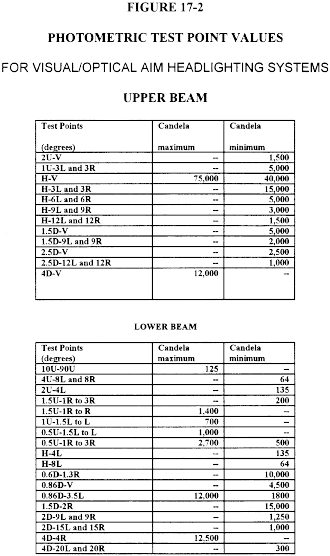 FIGURE 17-2
PHOTOMETRIC TEST POINT VALUES
FOR VISUAL/OPTICAL AIM HEADLIGHTING SYSTEMS
UPPER BEAM
Test Points Candela Candela
(degrees) maximum minimum
2U-V -- 1,500
1U-3L and 3R -- 5,000
H-V 75,000 40,000
H-3L and 3R -- 15,000
H-6L and 6R -- 5,000
H-9L and 9R -- 3,000
H-12L and 12R -- 1,500
1.5D-V -- 5,000
1.5D-9L and 9R -- 2,000
2.5D-V -- 2,500
2.5D-12L and 12R -- 1,000
4D-V 12,000 --
LOWER BEAM
Test Points Candela Candela
(degrees) maximum minimum
10U-90U 125 --
4U-8L and 8R -- 64
2U-4L -- 135
1.5U-1R to 3R -- 200
1.5U-1R to R 1,400 --
1U-1.5L to L 700 --
0.5U-1.5L to L 1,000 --
0.5U-1R to 3R 2,700 500
H-4L -- 135
H-8L -- 64
0.6D-1.3R -- 10,000
0.86D-V -- 4,500
0.86D-3.5L 12,000 1800
1.5D-2R -- 15,000
2D-9L and 9R -- 1,250
2D-15L and 15R -- 1,000
4D-4R 12,500 --
4D-20L and 20R -- 300